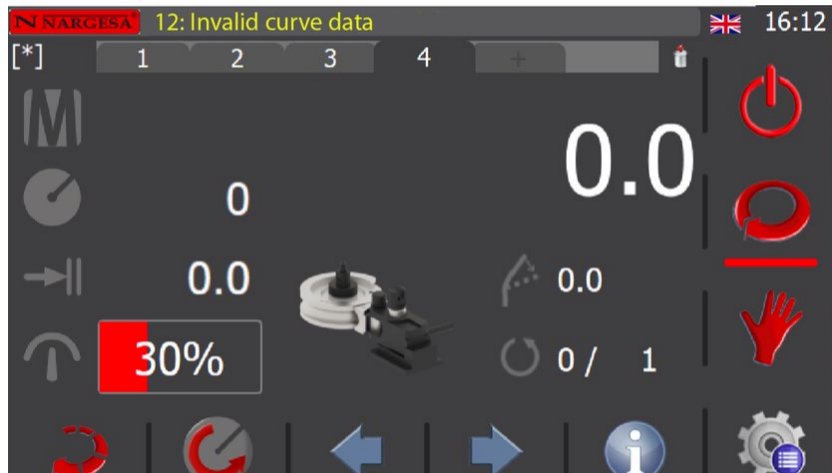 N NARGESA® 12: Invalid curve data 16:12
[*] 1 2 3 4 +
M
0.0
0
0.0 0.0
30% 0 / 1
i